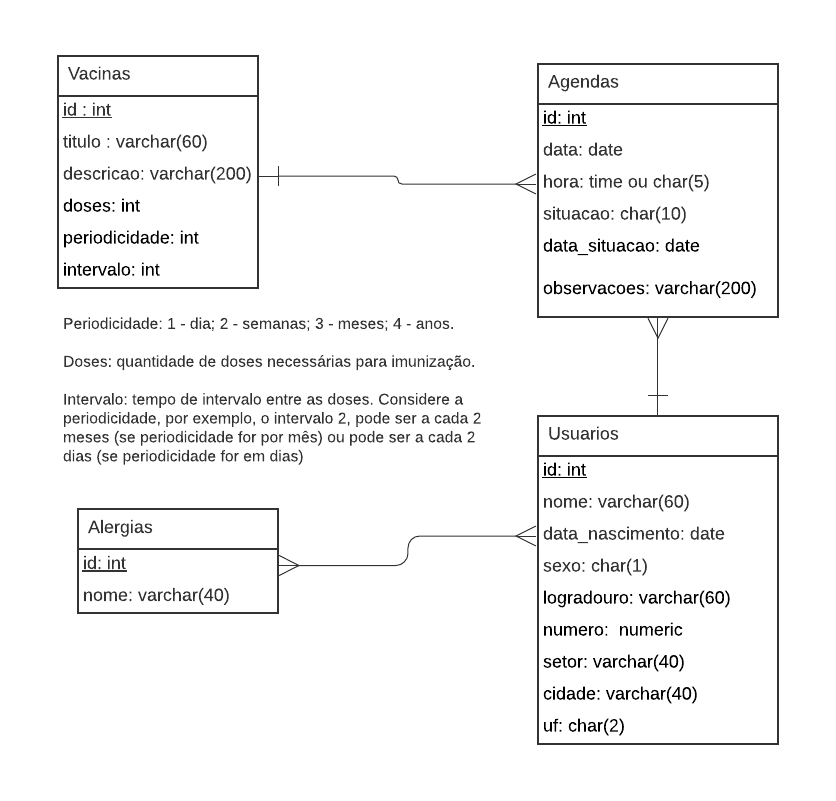 Vacinas
id : int
titulo : varchar(60)
descricao: varchar(200)
doses: int
periodicidade: int
intervalo: int
Agendas
id: int
data: date
hora: time ou char(5)
situacao: char(10)
data_situacao: date
observacoes: varchar(200)
Periodicidade: 1 - dia; 2 - semanas; 3 - meses; 4 - anos.
Doses: quantidade de doses necessárias para imunização.
Intervalo: tempo de intervalo entre as doses. Considere a
periodicidade, por exemplo, o intervalo 2, pode ser a cada 2
meses (se periodicidade for por mês) ou pode ser a cada 2
dias (se periodicidade for em dias)
Alergias
id: int
nome: varchar(40)
Usuarios
id: int
nome: varchar(60)
data_nascimento: date
sexo: char(1)
logradouro: varchar(60)
numero:  numeric
setor: varchar(40)
cidade: varchar(40)
uf: char(2)